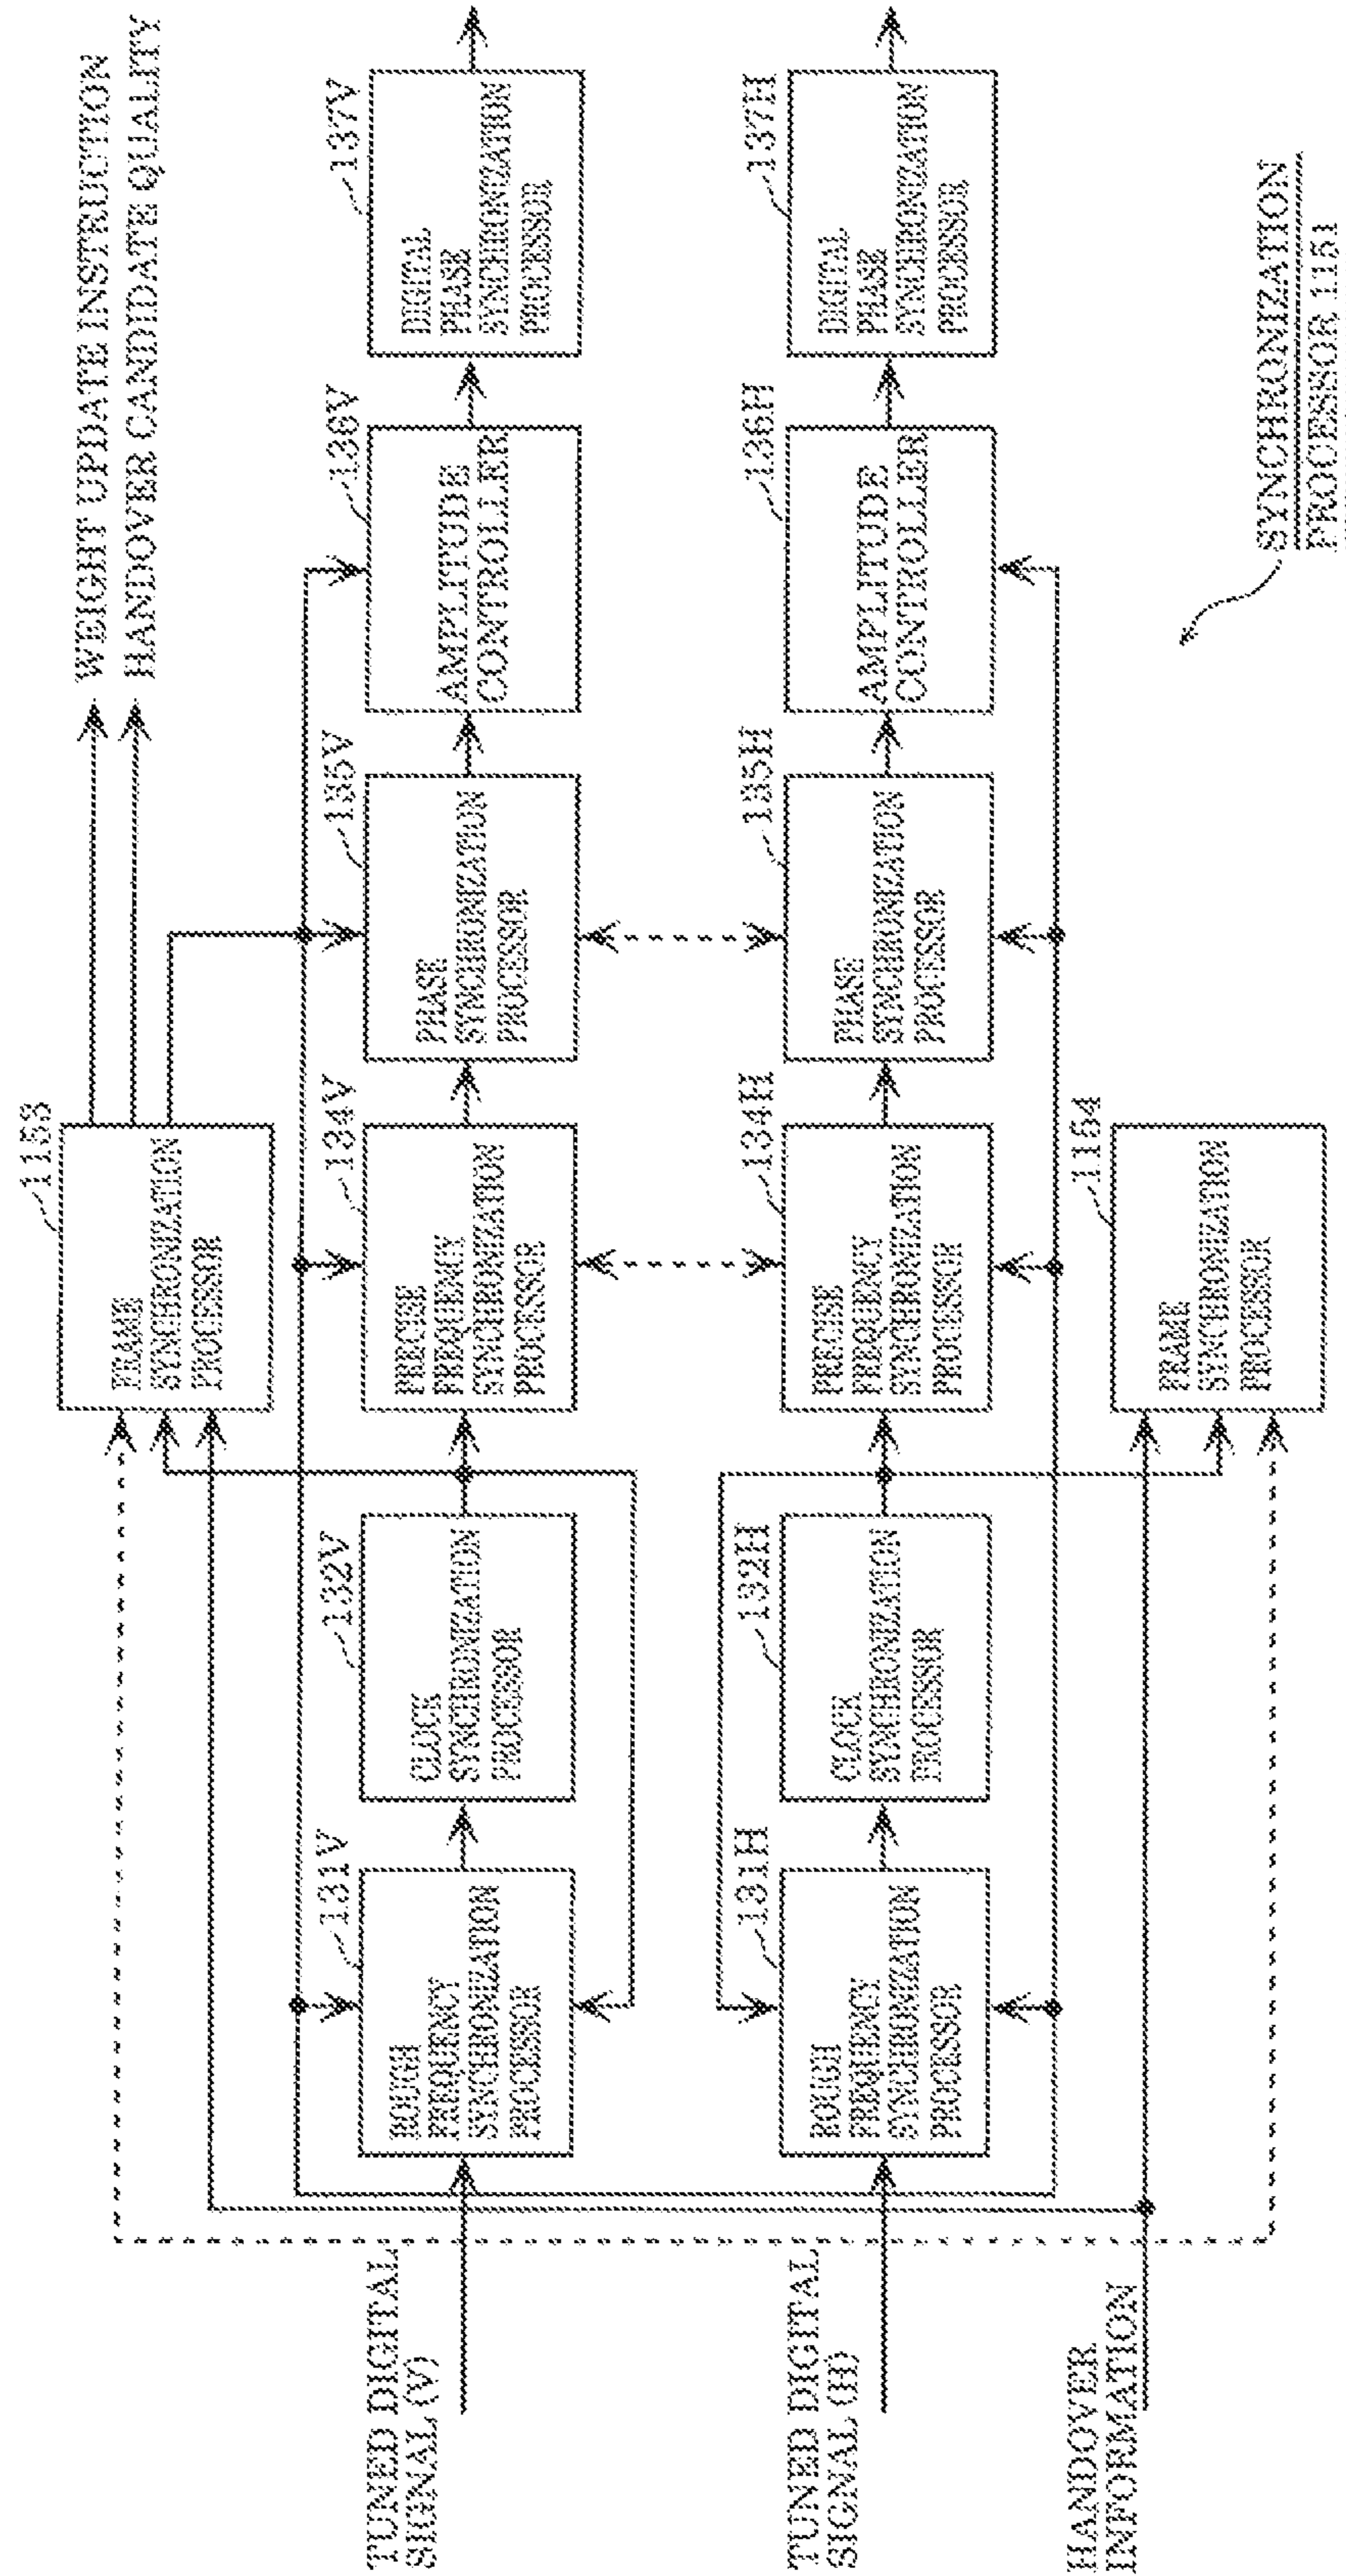 WEIGHT UPDATE INSTRUCTION
HANDOVER CANDIDATE QUALITY
1153
FRAME
SYNCHRONIZATION
PROCESSOR
TUNED DIGITAL
SIGNAL (V)
131V
ROUGH
FREQUENCY
SYNCHRONIZATION
PROCESSOR
132V
CLOCK
SYNCHRONIZATION
PROCESSOR
134V
PRECISE
FREQUENCY
SYNCHRONIZATION
PROCESSOR
135V
PHASE
SYNCHRONIZATION
PROCESSOR
136V
AMPLITUDE
CONTROLLER
137V
DIGITAL
PHASE
SYNCHRONIZATION
PROCESSOR
TUNED DIGITAL
SIGNAL (H)
131H
ROUGH
FREQUENCY
SYNCHRONIZATION
PROCESSOR
132H
CLOCK
SYNCHRONIZATION
PROCESSOR
134H
PRECISE
FREQUENCY
SYNCHRONIZATION
PROCESSOR
135H
PHASE
SYNCHRONIZATION
PROCESSOR
136H
AMPLITUDE
CONTROLLER
137H
DIGITAL
PHASE
SYNCHRONIZATION
PROCESSOR
HANDOVER
INFORMATION
1154
FRAME
SYNCHRONIZATION
PROCESSOR
SYNCHRONIZATION
PROCESSOR 1151